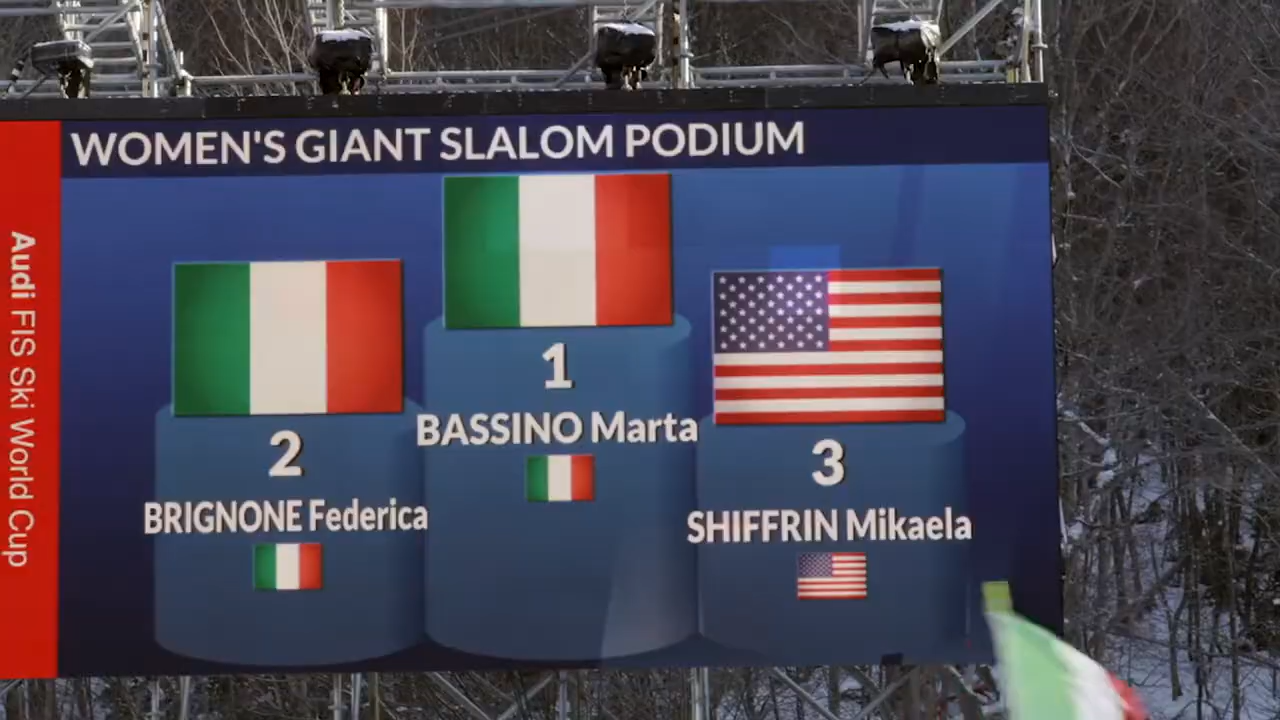 WOMEN'S GIANT SLALOM PODIUM
Audi FIS Ski World Cup
1
BASSINO Marta
2
BRIGNONE Federica
3
SHIFFRIN Mikaela